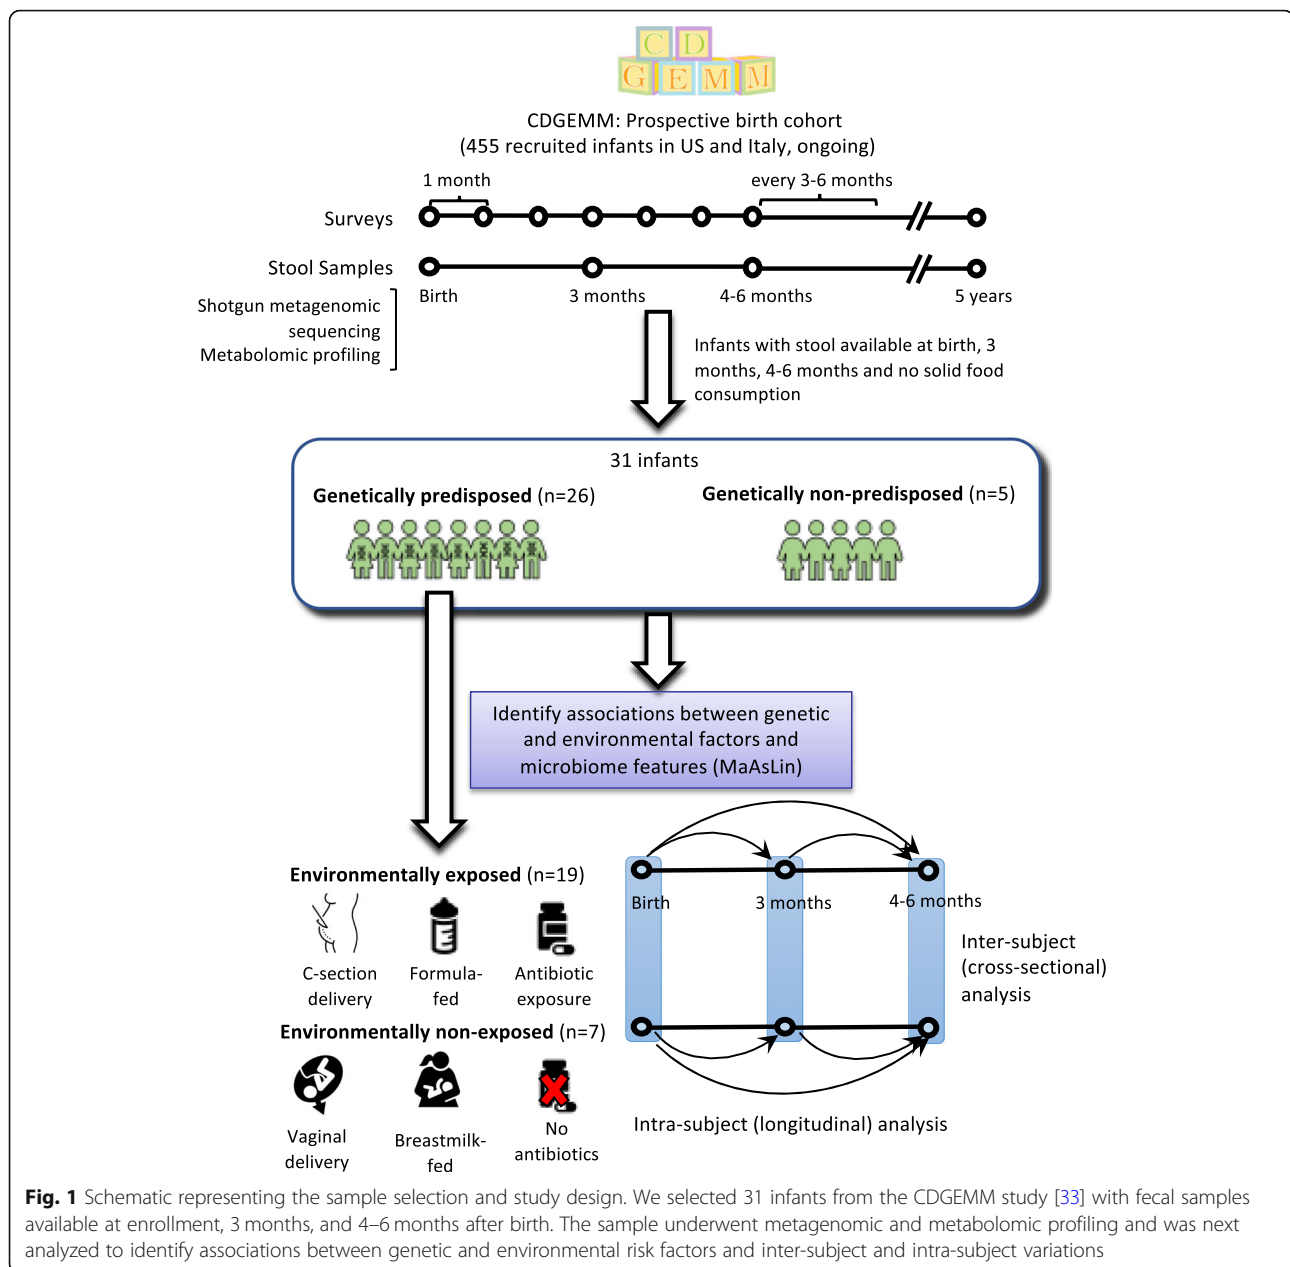 C D
G E M M
CDGEMM: Prospective birth cohort
(455 recruited infants in US and Italy, ongoing)
1 month
every 3-6 months
Surveys
Stool Samples
Birth
3 months
4-6 months
5 years
Shotgun metagenomic
sequencing
Metabolomic profiling
Infants with stool available at birth, 3
months, 4-6 months and no solid food
consumption
31 infants
Genetically predisposed (n=26)
Genetically non-predisposed (n=5)
Identify associations between genetic
and environmental factors and
microbiome features (MaAsLin)
Environmentally exposed (n=19)
C-section
delivery
Formula-
fed
Antibiotic
exposure
Environmentally non-exposed (n=7)
Vaginal
delivery
Breastmilk-
fed
No
antibiotics
Birth
3 months
4-6 months
Inter-subject
(cross-sectional)
analysis
Intra-subject (longitudinal) analysis
Fig. 1 Schematic representing the sample selection and study design. We selected 31 infants from the CDGEMM study [33] with fecal samples
available at enrollment, 3 months, and 4–6 months after birth. The sample underwent metagenomic and metabolomic profiling and was next
analyzed to identify associations between genetic and environmental risk factors and inter-subject and intra-subject variations